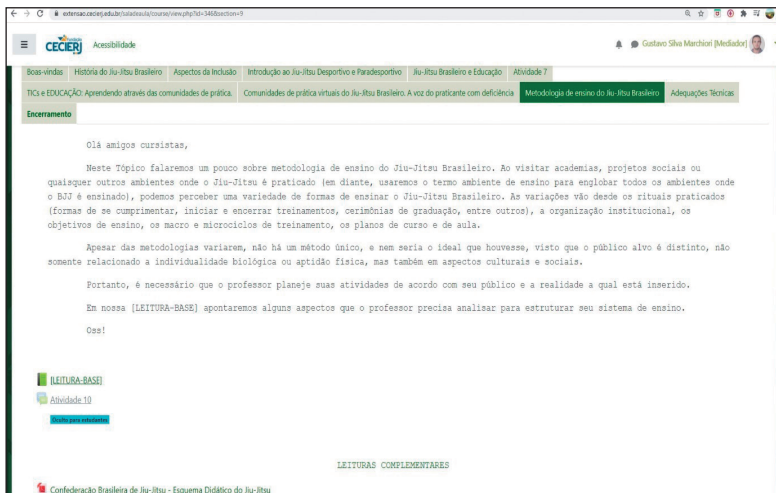 extensao.cecierj.edu.br/saladeaula/course/view.php?id=346&section=9
Fundação
CECIERJ Acessibilidade Gustavo Silva Marchiori [Mediador]
Boas-vindas História do Jiu-Jitsu Brasileiro Aspectos da Inclusão Introdução ao Jiu-Jitsu Desportivo e Paradesportivo Jiu-Jitsu Brasileiro e Educação Atividade 7
TICs e EDUCAÇÃO: Aprendendo através das comunidades de prática. Comunidades de prática virtuais do Jiu-Jitsu Brasileiro. A voz do praticante com deficiência Metodologia de ensino do Jiu-Jitsu Brasileiro Adequações Técnicas
Encerramento
Olá amigos cursistas,
Neste Tópico falaremos um pouco sobre metodologia de ensino do Jiu-Jitsu Brasileiro. Ao visitar academias, projetos sociais ou
quaisquer outros ambientes onde o Jiu-Jitsu é praticado (em diante, usaremos o termo ambiente de ensino para englobar todos os ambientes onde
o BJJ é ensinado), podemos perceber uma variedade de formas de ensinar o Jiu-Jitsu Brasileiro. As variações vão desde os rituais praticados
(formas de se cumprimentar, iniciar e encerrar treinamentos, cerimônias de graduação, entre outros), a organização institucional, os
objetivos de ensino, os macro e microciclos de treinamento, os planos de curso e de aula.
Apesar das metodologias variarem, não há um método único, e nem seria o ideal que houvesse, visto que o público alvo é distinto, não
somente relacionado a individualidade biológica ou aptidão física, mas também em aspectos culturais e sociais.
Portanto, é necessário que o professor planeje suas atividades de acordo com seu público e a realidade a qual está inserido.
Em nossa [LEITURA-BASE] apontaremos alguns aspectos que o professor precisa analisar para estruturar seu sistema de ensino.
Oss!
[LEITURA-BASE]
Atividade 10
Oculto para estudantes
LEITURAS COMPLEMENTARES
Confederação Brasileira de Jiu-Jitsu - Esquema Didático do Jiu-Jitsu